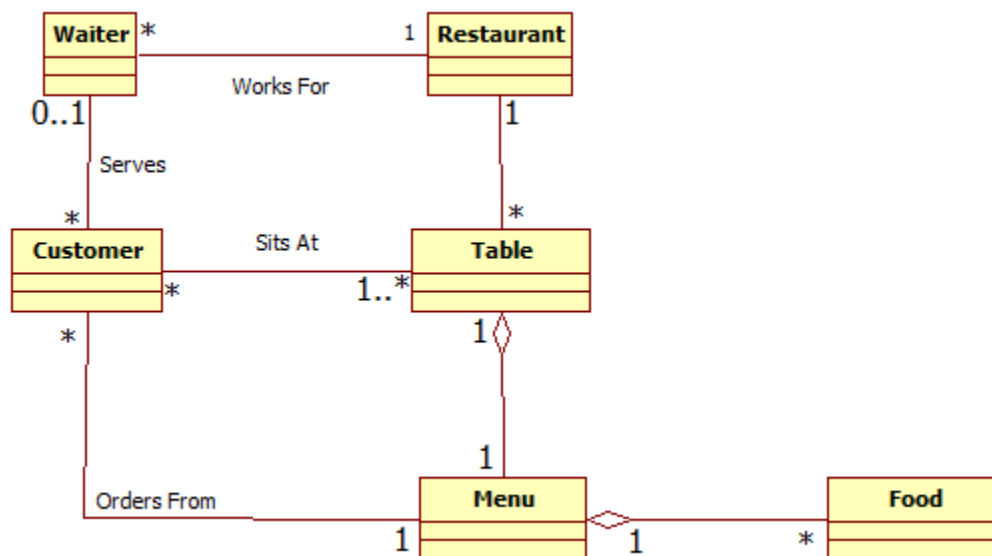 Waiter
*
1
Restaurant
Works For
0..1
1
Serves
*
*
Customer
Sits At
Table
*
1..*
*
1
1
Orders From
Menu
Food
1
1
*